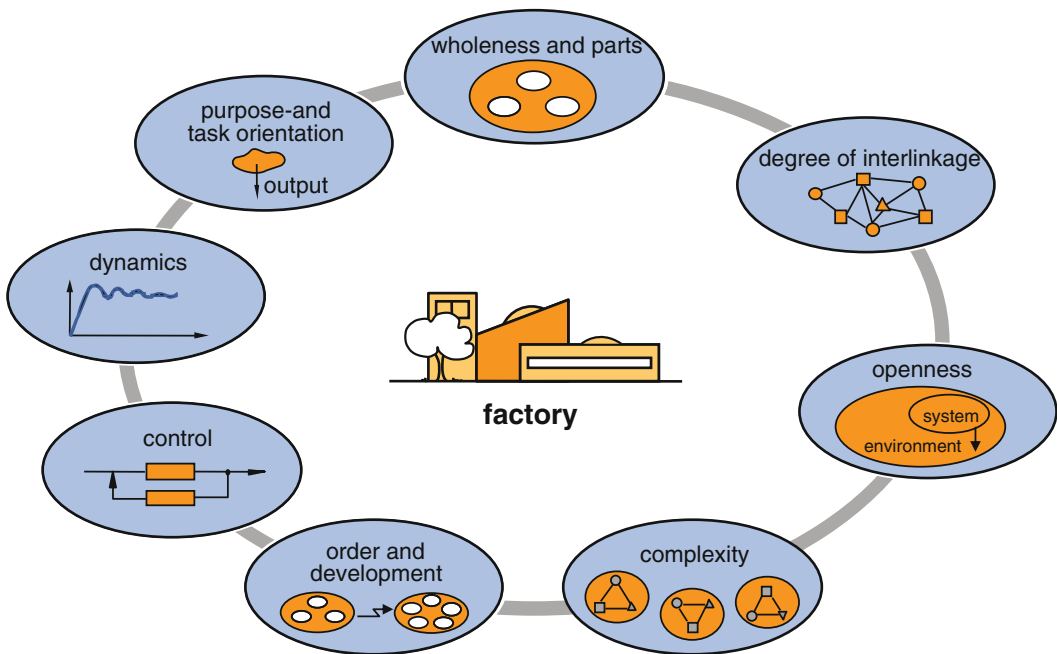 wholeness and parts
purpose-and
task orientation
output
degree of interlinkage
dynamics
openness
system
environment
factory
control
order and
development
complexity